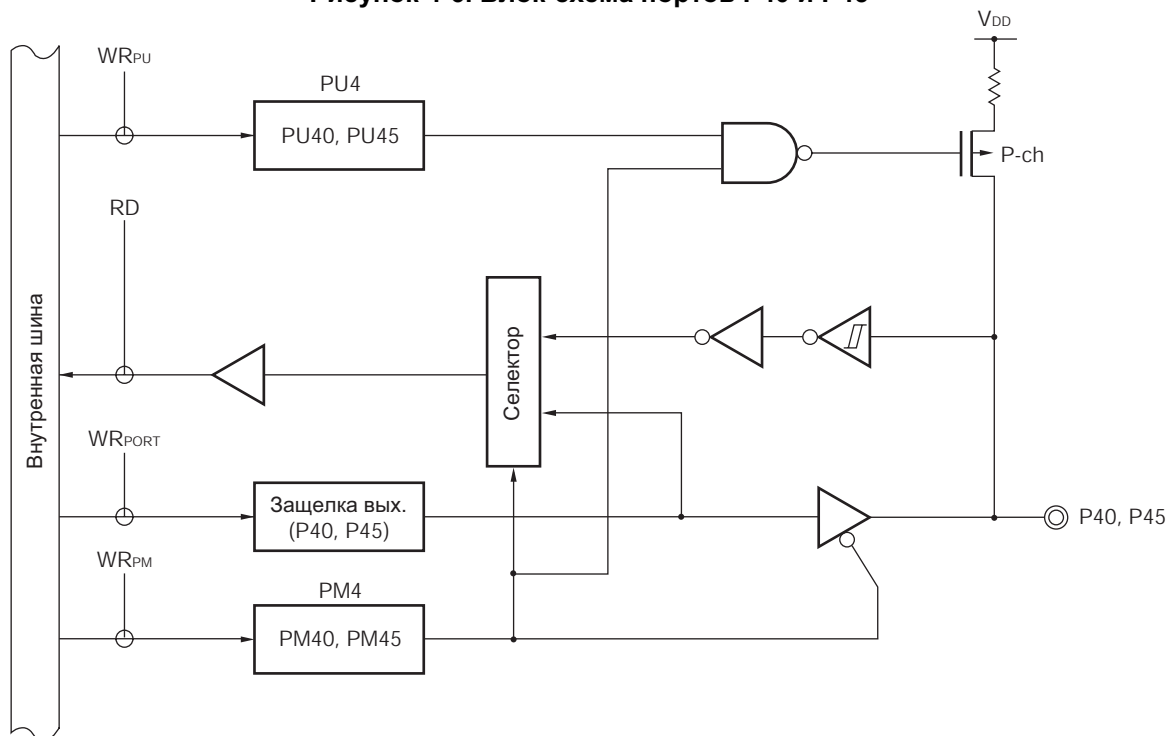 VDD
WRPU
PU4
PU40, PU45
P-ch
RD
Внутренная шина
Селектор
WRPORT
Защелка вых.
(P40, P45)
P40, P45
WRPM
PM4
PM40, PM45